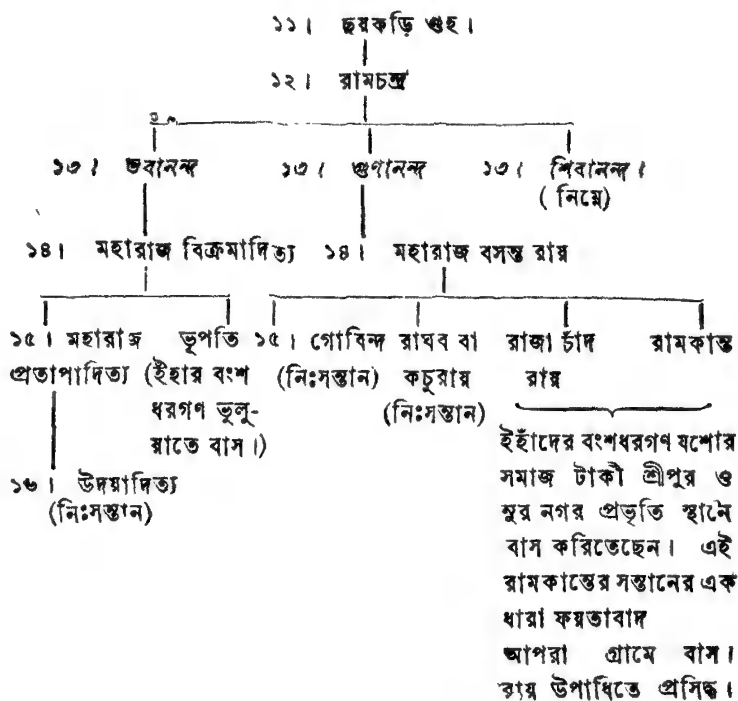 ১১। ছয়কড়ি গুহ।
১২। রামচন্দ্র
১৩। ভবানন্দ ১৩। গুণানন্দ ১৩। শিবানন্দ।
( নিম্নে)
১৪। মহারাজ বিক্রমাদিত্য ১৪। মহারাজ বসন্ত রায়
১৫। মহারাজ ভূপতি ১৫। গোবিন্দ রাঘব বা রাজা চাঁদ রামকান্ত
প্রতাপাদিত্য (ইহার বংশ (নিঃসন্তান) কচুরায় রায়
ধরগণ ভুলু- (নিঃসন্তান)
য়াতে বাস।)
ইহাঁদের বংশধরগণ যশোর
১৬। উদয়াদিত্য সমাজ টাকী শ্রীপুর ও
(নিঃসন্তান) নুর নগর প্রভৃতি স্থানে
বাস করিতেছেন। এই
রামকান্তের সন্তানের এক
ধারা ফয়তাবাদ
আপরা গ্রামে বাস।
রায় উপাধিতে প্রসিদ্ধ।